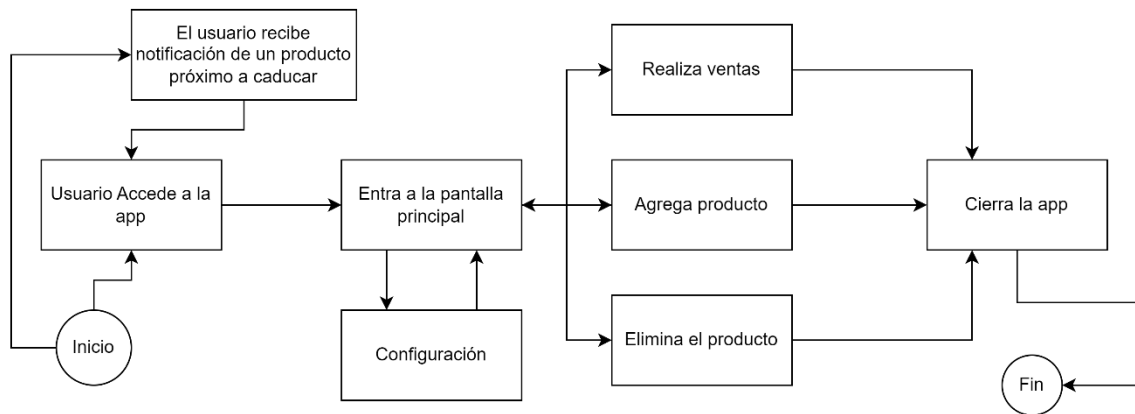 El usuario recibe
notificación de un producto
próximo a caducar
Realiza ventas
Usuario Accede a la
app
Entra a la pantalla
principal
Agrega producto
Cierra la app
Inicio
Configuración
Elimina el producto
Fin